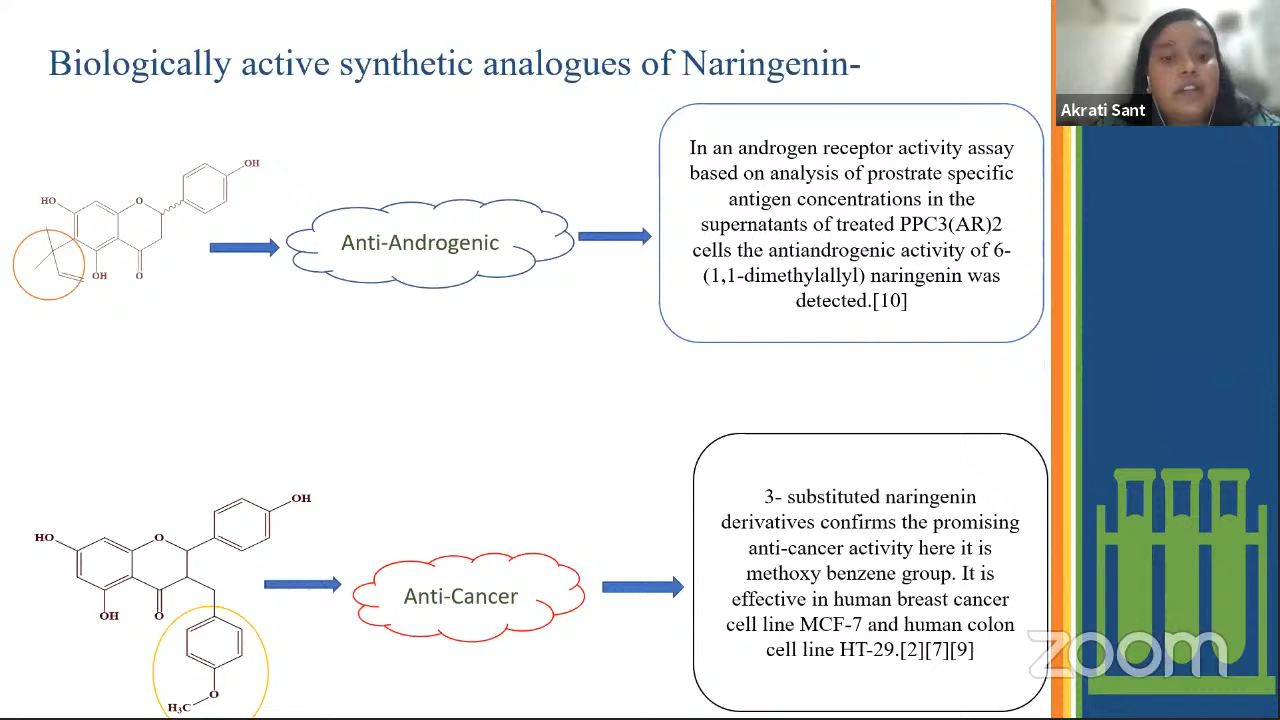 Biologically active synthetic analogues of Naringenin-
Akrati Sant
OH
HO
O
OH
O
Anti-Androgenic
In an androgen receptor activity assay
based on analysis of prostrate specific
antigen concentrations in the
supernatants of treated PPC3(AR)2
cells the antiandrogenic activity of 6-
(1,1-dimethylallyl) naringenin was
detected.[10]
OH
HO
O
OH
O
O
H₃C
Anti-Cancer
3- substituted naringenin
derivatives confirms the promising
anti-cancer activity here it is
methoxy benzene group. It is
effective in human breast cancer
cell line MCF-7 and human colon
cell line HT-29.[2][7][9]
zoom